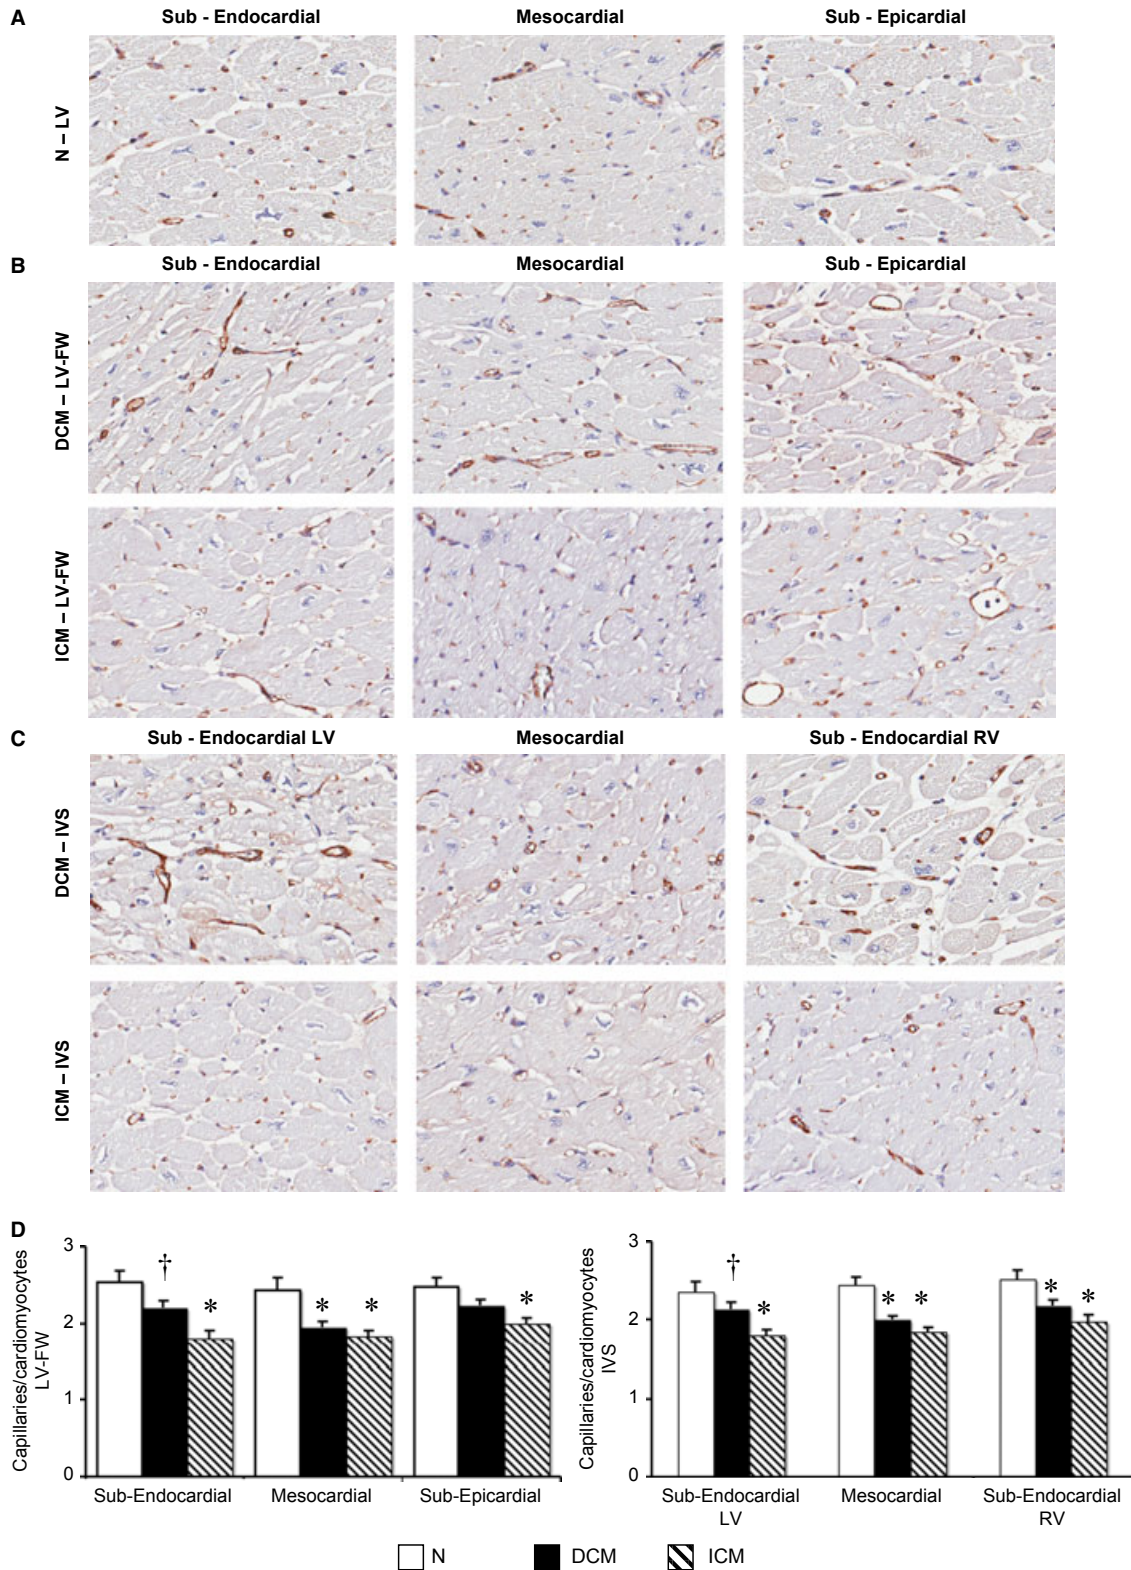 A
Sub - Endocardial
Mesocardial
Sub - Epicardial
N – LV
B
Sub - Endocardial
Mesocardial
Sub - Epicardial
DCM – LV-FW
ICM – LV-FW
C
Sub - Endocardial LV
Mesocardial
Sub - Endocardial RV
DCM – IVS
ICM – IVS
D
Capillaries/cardiomyocytes
LV-FW
3
2
1
0
†
*
*
*
*
Sub-Endocardial
Mesocardial
Sub-Epicardial
Capillaries/cardiomyocytes
IVS
3
2
1
0
†
*
*
*
*
*
Sub-Endocardial
LV
Mesocardial
Sub-Endocardial
RV
N
DCM
ICM